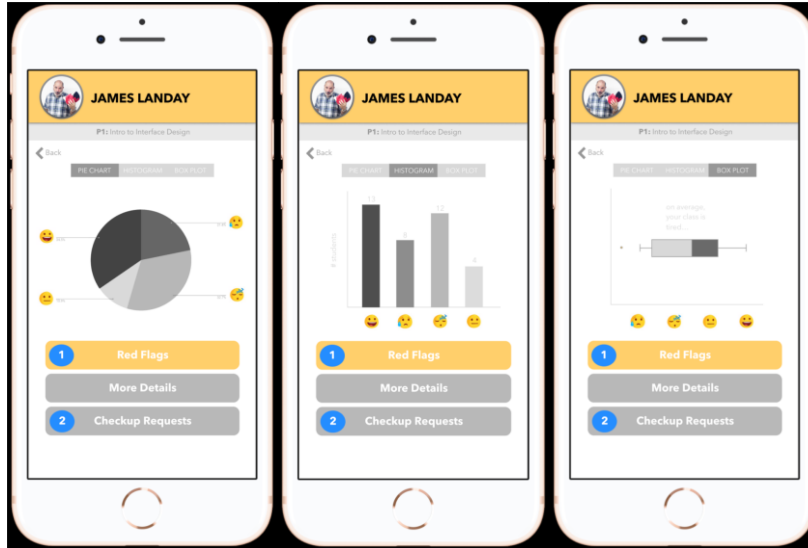 JAMES LANDAY
P1: Intro to Interface Design
Back
PIE CHART HISTOGRAM BOX PLOT
1 Red Flags
More Details
2 Checkup Requests
JAMES LANDAY
P1: Intro to Interface Design
Back
PIE CHART HISTOGRAM BOX PLOT
# students
12
4
1 Red Flags
More Details
2 Checkup Requests
JAMES LANDAY
P1: Intro to Interface Design
Back
PIE CHART HISTOGRAM BOX PLOT
on average,
your class is
tired...
1 Red Flags
More Details
2 Checkup Requests